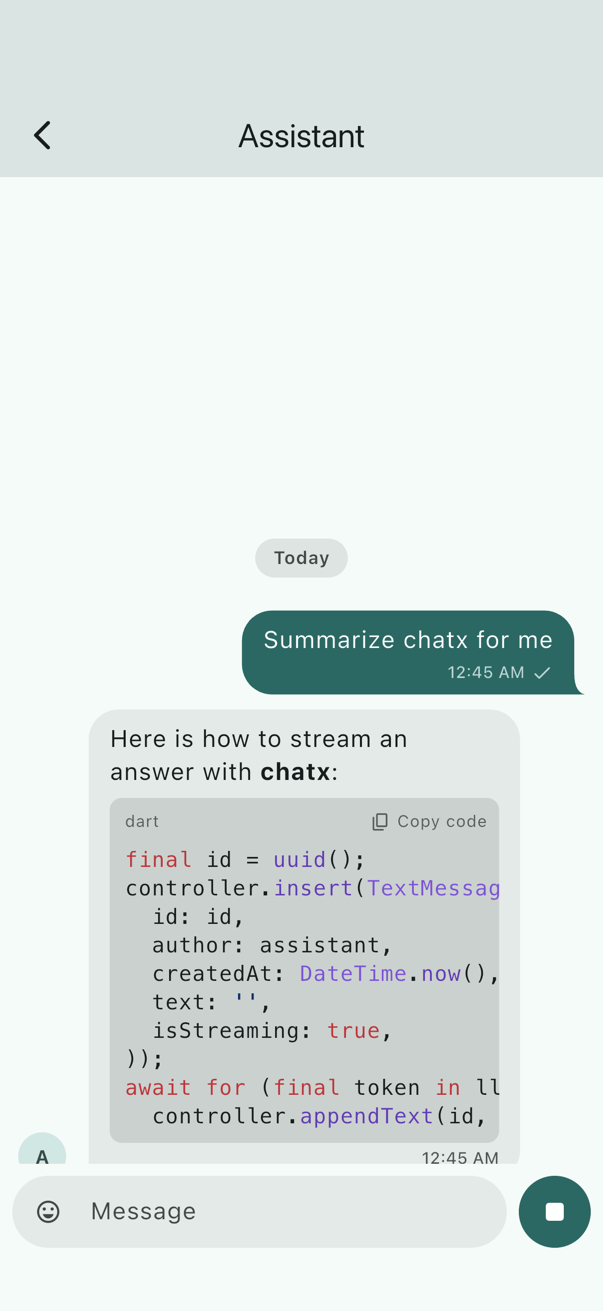 Assistant
Today
Summarize chatx for me
12:45 AM
Here is how to stream an
answer with chatx:
dart
Copy code
final id = uuid();
controller.insert(TextMessag
  id: id,
  author: assistant,
  createdAt: DateTime.now(),
  text: '',
  isStreaming: true,
));
await for (final token in ll
  controller.appendText(id,
A
12:45 AM
Message